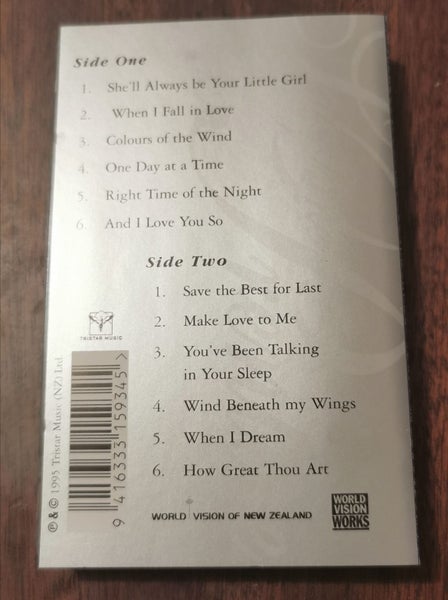 Side One
1. She'll Always be Your Little Girl
2. When I Fall in Love
3. Colours of the Wind
4. One Day at a Time
5. Right Time of the Night
6. And I Love You So
Side Two
1. Save the Best for Last
2. Make Love to Me
3. You've Been Talking
in Your Sleep
4. Wind Beneath my Wings
5. When I Dream
6. How Great Thou Art
TRISTAR MUSIC
℗ & © 1995 Tristar Music (NZ) Ltd.
9 416333 159345 >
WORLD VISION OF NEW ZEALAND
WORLD
VISION
WORKS